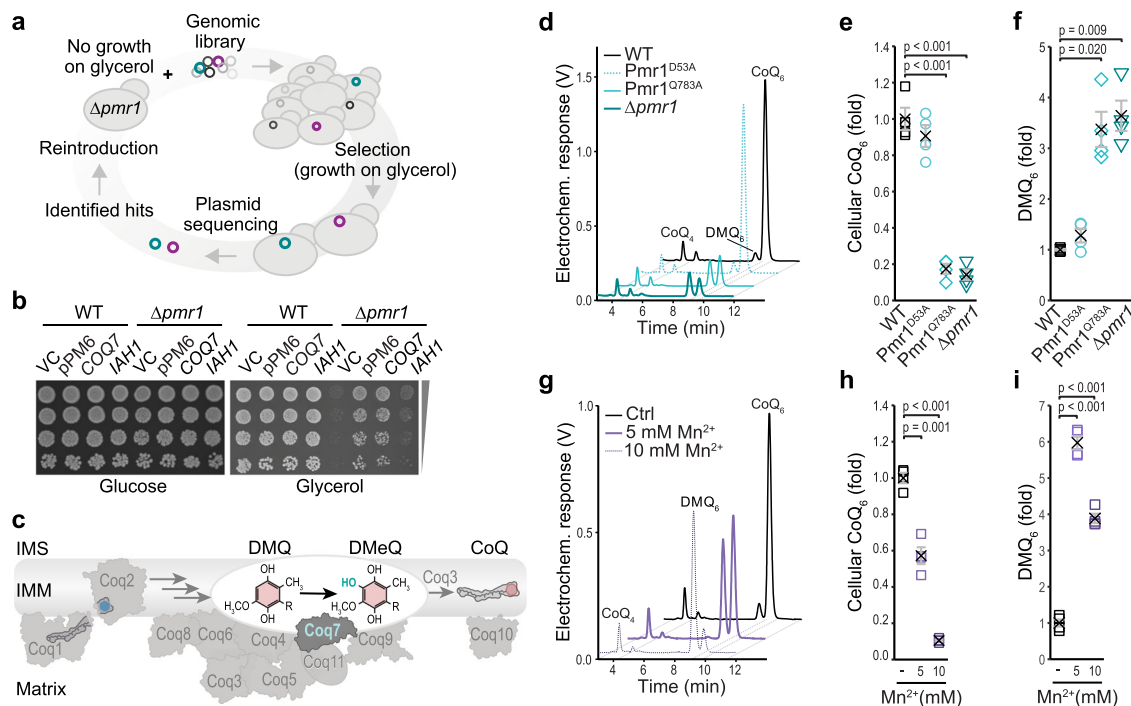 a
Genomic
library
No growth
on glycerol
+
Δpmr1
Reintroduction
Identified hits
Plasmid
sequencing
Selection
(growth on glycerol)
b
WT
Δpmr1
WT
Δpmr1
VC
pPM6
COQ7
IAH1
VC
pPM6
COQ7
IAH1
VC
pPM6
COQ7
IAH1
VC
pPM6
COQ7
IAH1
Glucose
Glycerol
c
IMS
IMM
Matrix
DMQ
DMeQ
CoQ
Coq2
Coq1
Coq8
Coq6
Coq4
Coq7
Coq9
Coq11
Coq3
Coq5
Coq3
Coq10
OH
CH₃
H₃CO
R
OH
OH
HO
CH₃
H₃CO
R
OH
d
WT
Pmr1D53A
Pmr1Q783A
Δpmr1
CoQ₆
CoQ₄
DMQ₆
Electrochem. response (V)
1.5
1.0
0.5
0.0
4 6 8 10 12
Time (min)
e
p < 0.001
p < 0.001
Cellular CoQ₆ (fold)
1.4
1.2
1.0
0.8
0.6
0.4
0.2
0.0
WT
Pmr1D53A
Pmr1Q783A
Δpmr1
f
p = 0.009
p = 0.020
DMQ₆ (fold)
5
4
3
2
1
0
WT
Pmr1D53A
Pmr1Q783A
Δpmr1
g
Ctrl
5 mM Mn²⁺
10 mM Mn²⁺
CoQ₆
DMQ₆
CoQ₄
Electrochem. response (V)
1.0
0.5
0.0
4 6 8 10 12
Time (min)
h
p < 0.001
p = 0.001
Cellular CoQ₆ (fold)
1.4
1.2
1.0
0.8
0.6
0.4
0.2
0.0
- 5 10
Mn²⁺(mM)
i
p < 0.001
p < 0.001
DMQ₆ (fold)
7
6
5
4
3
2
1
0
- 5 10
Mn²⁺(mM)